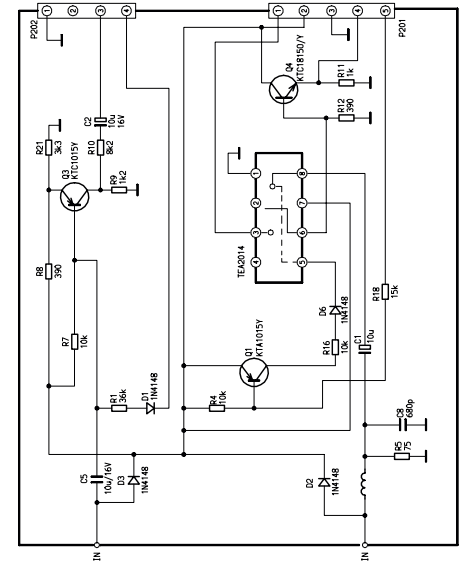 P202
1
2
3
4
1
2
3
4
5
P201
R21
3k3
Q3
KTC1015Y
C2
10u
16V
R10
8k2
R9
1k2
Q4
KTC1815O/Y
R11
1k
R12
390
R8
390
R7
10k
TEA2014
1
2
3
4
8
7
6
5
D6
1N4148
R16
10k
R18
15k
Q1
KTA1015Y
C1
10u
R1
36k
D1
1N4148
R4
10k
C5
10u/16V
D3
1N4148
D2
1N4148
R5
75
C8
680p
IN
IN